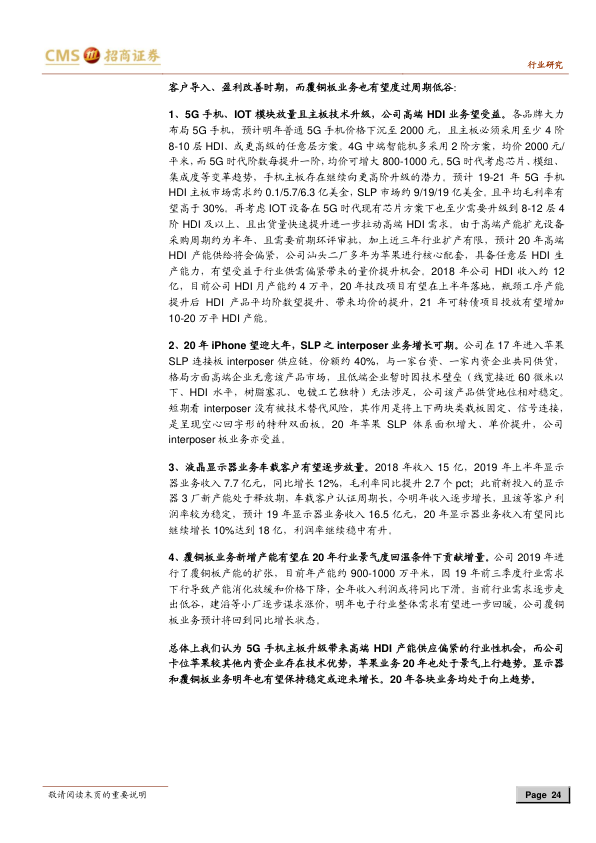 CMS 招商证券
行业研究
客户导入、盈利改善时期，而覆铜板业务也有望度过周期低谷：
1、5G 手机、IOT 模块放量且主板技术升级，公司高端 HDI 业务望受益。各品牌大力
布局 5G 手机，预计明年普通 5G 手机价格下沉至 2000 元，且主板必须采用至少 4 阶
8-10 层 HDI、或更高级的任意层方案。4G 中端智能机多采用 2 阶方案，均价 2000 元/
平米，而 5G 时代阶数每提升一阶，均价可增大 800-1000 元。5G 时代考虑芯片、模组、
集成度等变革趋势，手机主板存在继续向更高阶升级的潜力。预计 19-21 年 5G 手机
HDI 主板市场需求约 0.1/5.7/6.3 亿美金，SLP 市场约 9/19/19 亿美金。且平均毛利率有
望高于 30%。再考虑 IOT 设备在 5G 时代现有芯片方案下也至少需要升级到 8-12 层 4
阶 HDI 及以上、且出货量快速提升进一步拉动高端 HDI 需求。由于高端产能扩充设备
采购周期约为半年、且需要前期环评审批，加上近三年行业扩产有限，预计 20 年高端
HDI 产能供给将会偏紧，公司汕头二厂多年为苹果进行核心配套，具备任意层 HDI 生
产能力，有望受益于行业供需偏紧带来的量价提升机会。2018 年公司 HDI 收入约 12
亿，目前公司 HDI 月产能约 4 万平，20 年技改项目有望在上半年落地，瓶颈工序产能
提升后 HDI 产品平均阶数望提升、带来均价的提升，21 年可转债项目投放有望增加
10-20 万平 HDI 产能。
2、20 年 iPhone 望迎大年，SLP 之 interposer 业务增长可期。公司在 17 年进入苹果
SLP 连接板 interposer 供应链，份额约 40%，与一家台资、一家内资企业共同供货，
格局方面高端企业无意该产品市场，且低端企业暂时因技术壁垒（线宽接近 60 微米以
下、HDI 水平，树脂塞孔、电镀工艺独特）无法涉足，公司该产品供货地位相对稳定。
短期看 interposer 没有被技术替代风险，其作用是将上下两块类载板固定、信号连接，
是呈现空心回字形的特种双面板。20 年苹果 SLP 体系面积增大、单价提升，公司
interposer 板业务亦受益。
3、液晶显示器业务车载客户有望逐步放量。2018 年收入 15 亿，2019 年上半年显示
器业务收入 7.7 亿元，同比增长 12%，毛利率同比提升 2.7 个 pct；此前新投入的显示
器 3 厂新产能处于释放期，车载客户认证周期长，今明年收入逐步增长，且该等客户利
润率较为稳定，预计 19 年显示器业务收入 16.5 亿元，20 年显示器业务收入有望同比
继续增长 10%达到 18 亿，利润率继续稳中有升。
4、覆铜板业务新增产能有望在 20 年行业景气度回温条件下贡献增量。公司 2019 年进
行了覆铜板产能的扩张，目前年产能约 900-1000 万平米，因 19 年前三季度行业需求
下行导致产能消化放缓和价格下降，全年收入利润或将同比下滑。当前行业需求逐步走
出低谷，建滔等小厂逐步谋求涨价，明年电子行业整体需求有望进一步回暖，公司覆铜
板业务预计将回到同比增长状态。
总体上我们认为 5G 手机主板升级带来高端 HDI 产能供应偏紧的行业性机会，而公司
卡位苹果较其他内资企业存在技术优势，苹果业务 20 年也处于景气上行趋势。显示器
和覆铜板业务明年也有望保持稳定或迎来增长。20 年各块业务均处于向上趋势。
敬请阅读末页的重要说明
Page 24